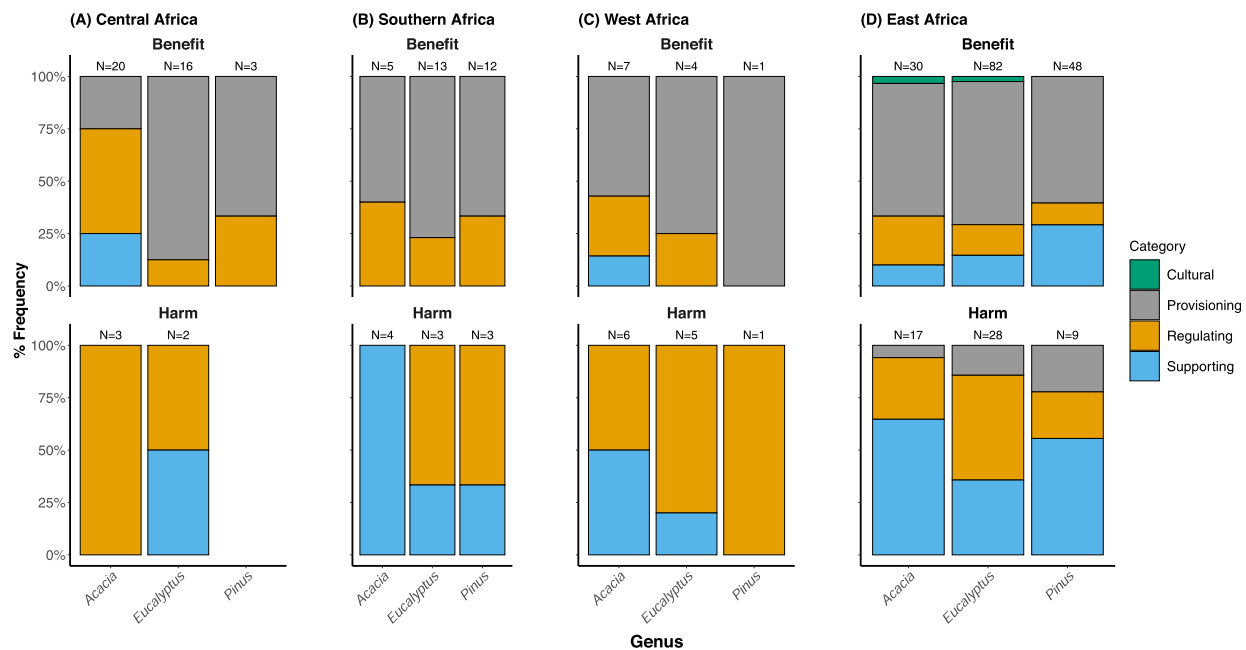 (A) Central Africa
(B) Southern Africa
(C) West Africa
(D) East Africa
Benefit
Benefit
Benefit
Benefit
N=20 N=16 N=3
N=5 N=13 N=12
N=7 N=4 N=1
N=30 N=82 N=48
100%
75%
50%
25%
0%
Harm
Harm
Harm
Harm
N=3 N=2
N=4 N=3 N=3
N=6 N=5 N=1
N=17 N=28 N=9
100%
75%
50%
25%
0%
% Frequency
Acacia
Eucalyptus
Pinus
Acacia
Eucalyptus
Pinus
Acacia
Eucalyptus
Pinus
Acacia
Eucalyptus
Pinus
Genus
Category
Cultural
Provisioning
Regulating
Supporting